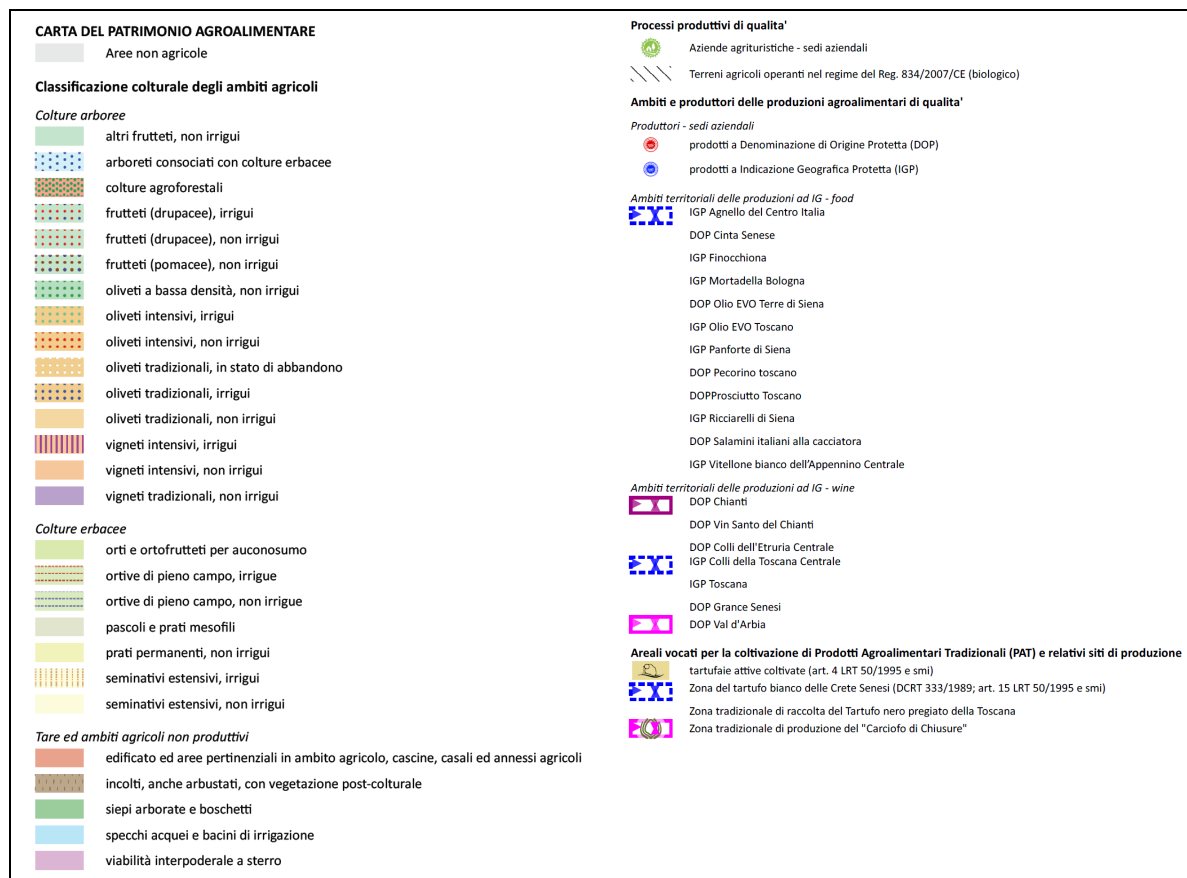 CARTA DEL PATRIMONIO AGROALIMENTARE
Aree non agricole
Classificazione colturale degli ambiti agricoli
Colture arboree
altri frutteti, non irrigui
arboreti consociati con colture erbacee
colture agroforestali
frutteti (drupacee), irrigui
frutteti (drupacee), non irrigui
frutteti (pomacee), non irrigui
oliveti a bassa densità, non irrigui
oliveti intensivi, irrigui
oliveti intensivi, non irrigui
oliveti tradizionali, in stato di abbandono
oliveti tradizionali, irrigui
oliveti tradizionali, non irrigui
vigneti intensivi, irrigui
vigneti intensivi, non irrigui
vigneti tradizionali, non irrigui
Colture erbacee
orti e ortofrutteti per auconosumo
ortive di pieno campo, irrigue
ortive di pieno campo, non irrigue
pascoli e prati mesofili
prati permanenti, non irrigui
seminativi estensivi, irrigui
seminativi estensivi, non irrigui
Tare ed ambiti agricoli non produttivi
edificato ed aree pertinenziali in ambito agricolo, cascine, casali ed annessi agricoli
incolti, anche arbustati, con vegetazione post-colturale
siepi arborate e boschetti
specchi acquei e bacini di irrigazione
viabilità interpoderale a sterro
Processi produttivi di qualita'
Aziende agrituristiche - sedi aziendali
Terreni agricoli operanti nel regime del Reg. 834/2007/CE (biologico)
Ambiti e produttori delle produzioni agroalimentari di qualita'
Produttori - sedi aziendali
prodotti a Denominazione di Origine Protetta (DOP)
prodotti a Indicazione Geografica Protetta (IGP)
Ambiti territoriali delle produzioni ad IG - food
IGP Agnello del Centro Italia
DOP Cinta Senese
IGP Finocchiona
IGP Mortadella Bologna
DOP Olio EVO Terre di Siena
IGP Olio EVO Toscano
IGP Panforte di Siena
DOP Pecorino toscano
DOPProsciutto Toscano
IGP Ricciarelli di Siena
DOP Salamini italiani alla cacciatora
IGP Vitellone bianco dell'Appennino Centrale
Ambiti territoriali delle produzioni ad IG - wine
DOP Chianti
DOP Vin Santo del Chianti
DOP Colli dell'Etruria Centrale
IGP Colli della Toscana Centrale
IGP Toscana
DOP Grance Senesi
DOP Val d'Arbia
Areali vocati per la coltivazione di Prodotti Agroalimentari Tradizionali (PAT) e relativi siti di produzione
tartufaie attive coltivate (art. 4 LRT 50/1995 e smi)
Zona del tartufo bianco delle Crete Senesi (DCRT 333/1989; art. 15 LRT 50/1995 e smi)
Zona tradizionale di raccolta del Tartufo nero pregiato della Toscana
Zona tradizionale di produzione del "Carciofo di Chiusure"